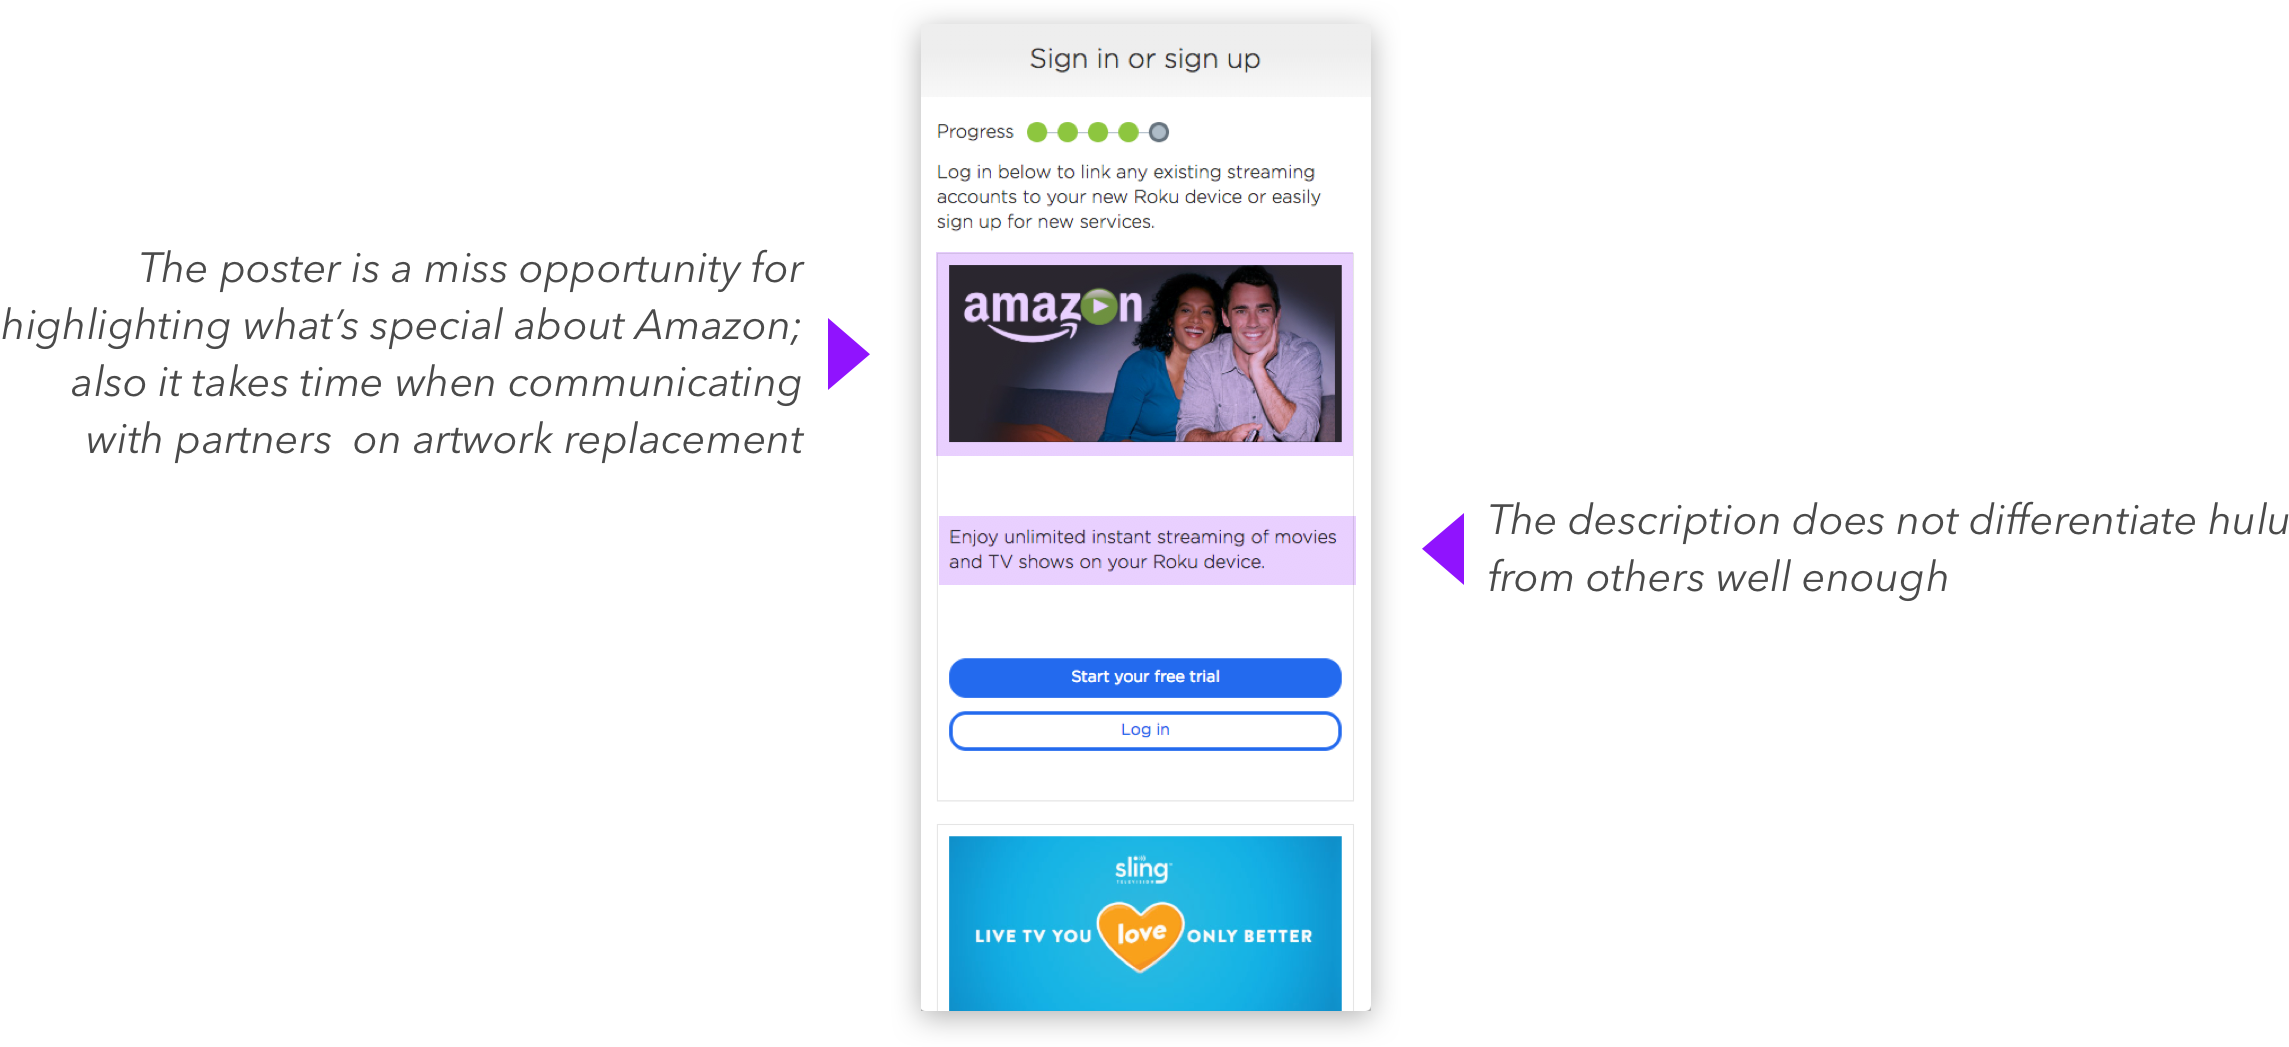 Sign in or sign up
Progress
Log in below to link any existing streaming
accounts to your new Roku device or easily
sign up for new services.
The poster is a miss opportunity for
highlighting what's special about Amazon;
also it takes time when communicating
with partners  on artwork replacement
amazon
Enjoy unlimited instant streaming of movies
and TV shows on your Roku device.
The description does not differentiate hulu
from others well enough
Start your free trial
Log in
sling
TELEVISION
LIVE TV YOU love ONLY BETTER